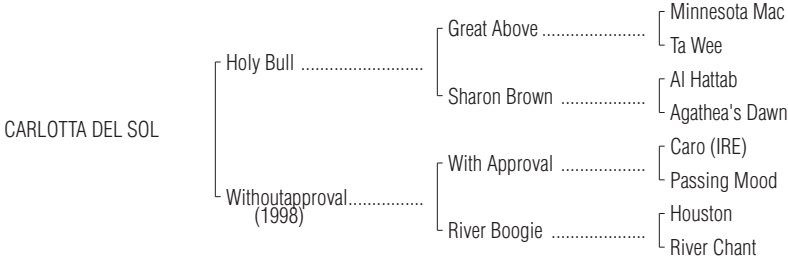 Minnesota Mac
Great Above ......................
Ta Wee
Holy Bull ..........................
Al Hattab
Sharon Brown ..................
Agathea's Dawn
CARLOTTA DEL SOL
Caro (IRE)
With Approval ..................
Passing Mood
Withoutapproval................
(1998)
Houston
River Boogie ....................
River Chant